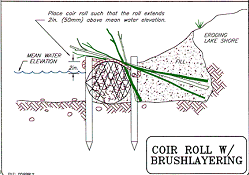 Place coir roll such that the roll extends
2in. (50mm) above mean water elevation.
ERODING
LAKE SHORE
MEAN WATER
ELEVATION
2in.
FILL
COIR ROLL W/
BRUSHLAYERING